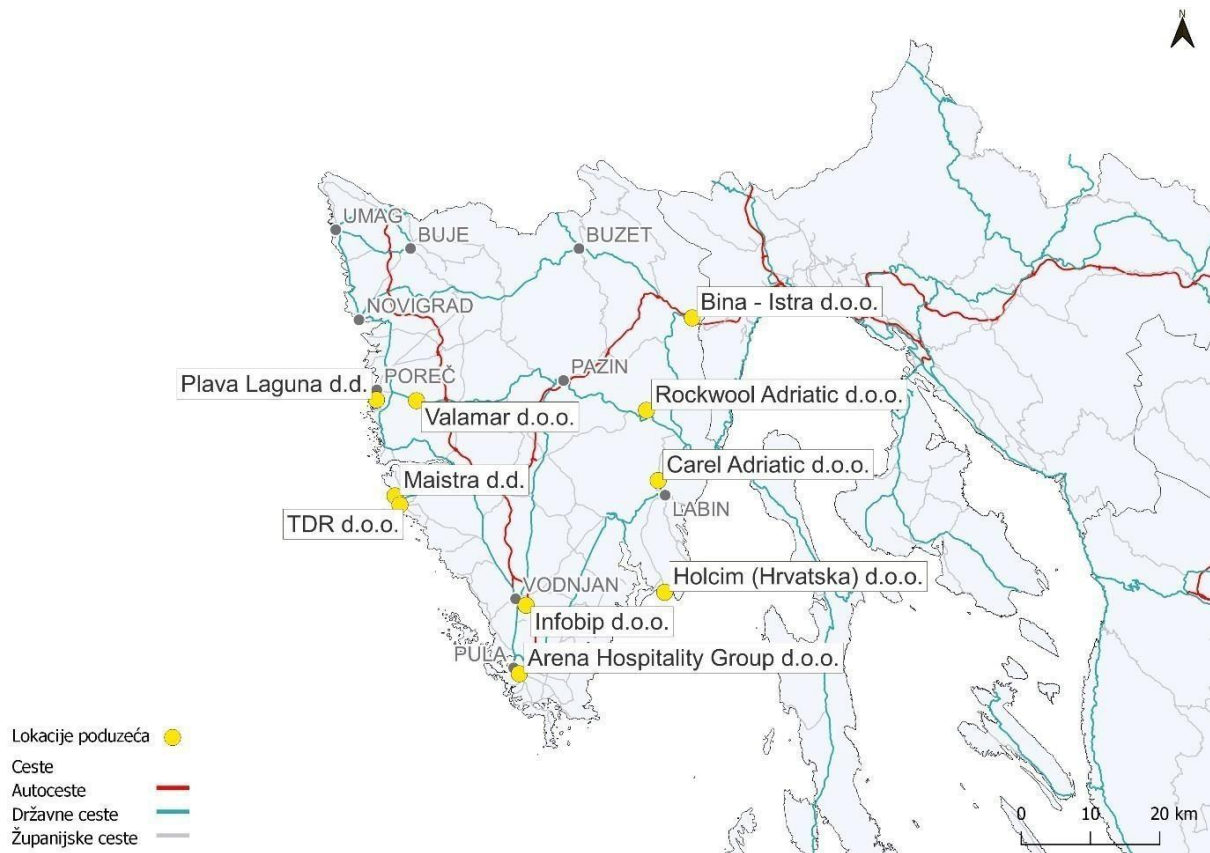 N
UMAG
BUJE
BUZET
NOVIGRAD
Bina - Istra d.o.o.
PAZIN
POREČ
Plava Laguna d.d.
Valamar d.o.o.
Rockwool Adriatic d.o.o.
Carel Adriatic d.o.o.
Maistra d.d.
LABIN
TDR d.o.o.
Holcim (Hrvatska) d.o.o.
VODNJAN
Infobip d.o.o.
PULA
Arena Hospitality Group d.o.o.
Lokacije poduzeća
Ceste
Autoceste
Državne ceste
Županijske ceste
0 10 20 km